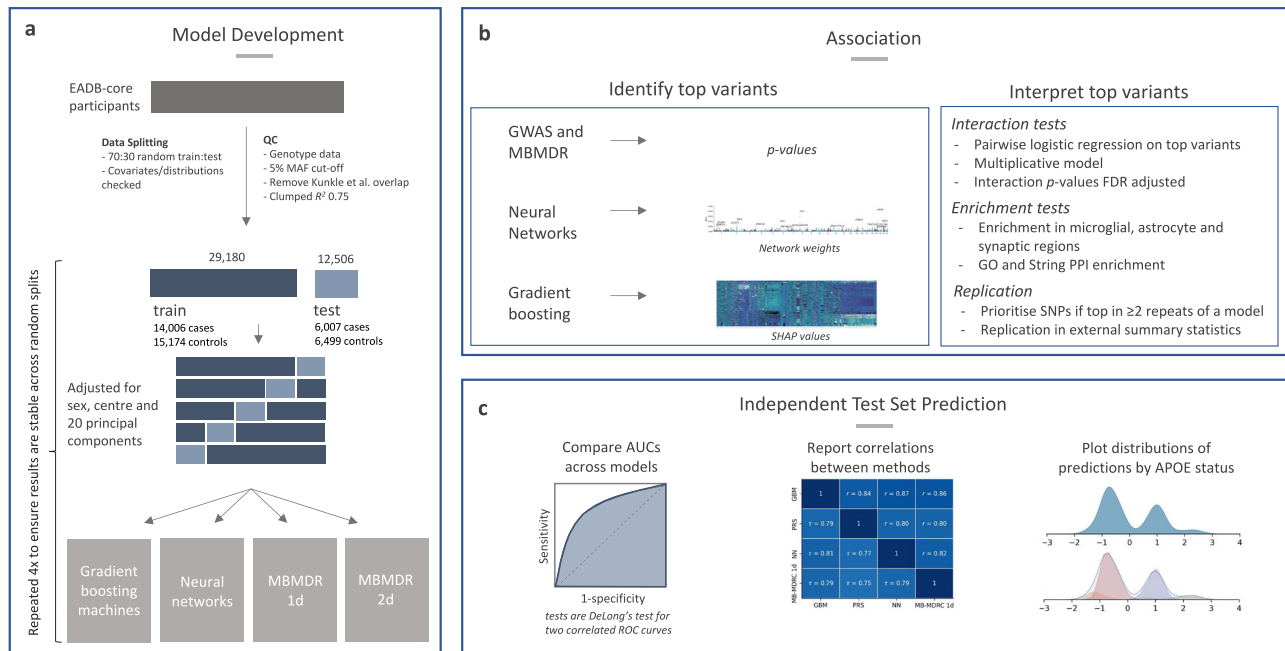 a
Model Development
EADB-core
participants
Data Splitting
- 70:30 random train:test
- Covariates/distributions
checked
QC
- Genotype data
- 5% MAF cut-off
- Remove Kunkle et al. overlap
- Clumped R² 0.75
29,180
12,506
train
test
14,006 cases
15,174 controls
6,007 cases
6,499 controls
Adjusted for
sex, centre and
20 principal
components
Repeated 4x to ensure results are stable across random splits
Gradient
boosting
machines
Neural
networks
MBMDR
1d
MBMDR
2d
b
Association
Identify top variants
GWAS and
MBMDR
p-values
Neural
Networks
Network weights
Gradient
boosting
SHAP values
Interpret top variants
Interaction tests
- Pairwise logistic regression on top variants
- Multiplicative model
- Interaction p-values FDR adjusted
Enrichment tests
- Enrichment in microglial, astrocyte and
synaptic regions
- GO and String PPI enrichment
Replication
- Prioritise SNPs if top in ≥2 repeats of a model
- Replication in external summary statistics
c
Independent Test Set Prediction
Compare AUCs
across models
Sensitivity
1-specificity
tests are DeLong's test for
two correlated ROC curves
Report correlations
between methods
GBM
1 r = 0.84 r = 0.87 r = 0.86
PRS
τ = 0.79 1 r = 0.80 r = 0.80
NN
τ = 0.81 τ = 0.77 1 r = 0.82
MB-MDRC 1d
τ = 0.79 τ = 0.75 τ = 0.79 1
GBM PRS NN MB-MDRC 1d
Plot distributions of
predictions by APOE status
−3 −2 −1 0 1 2 3 4
−3 −2 −1 0 1 2 3 4